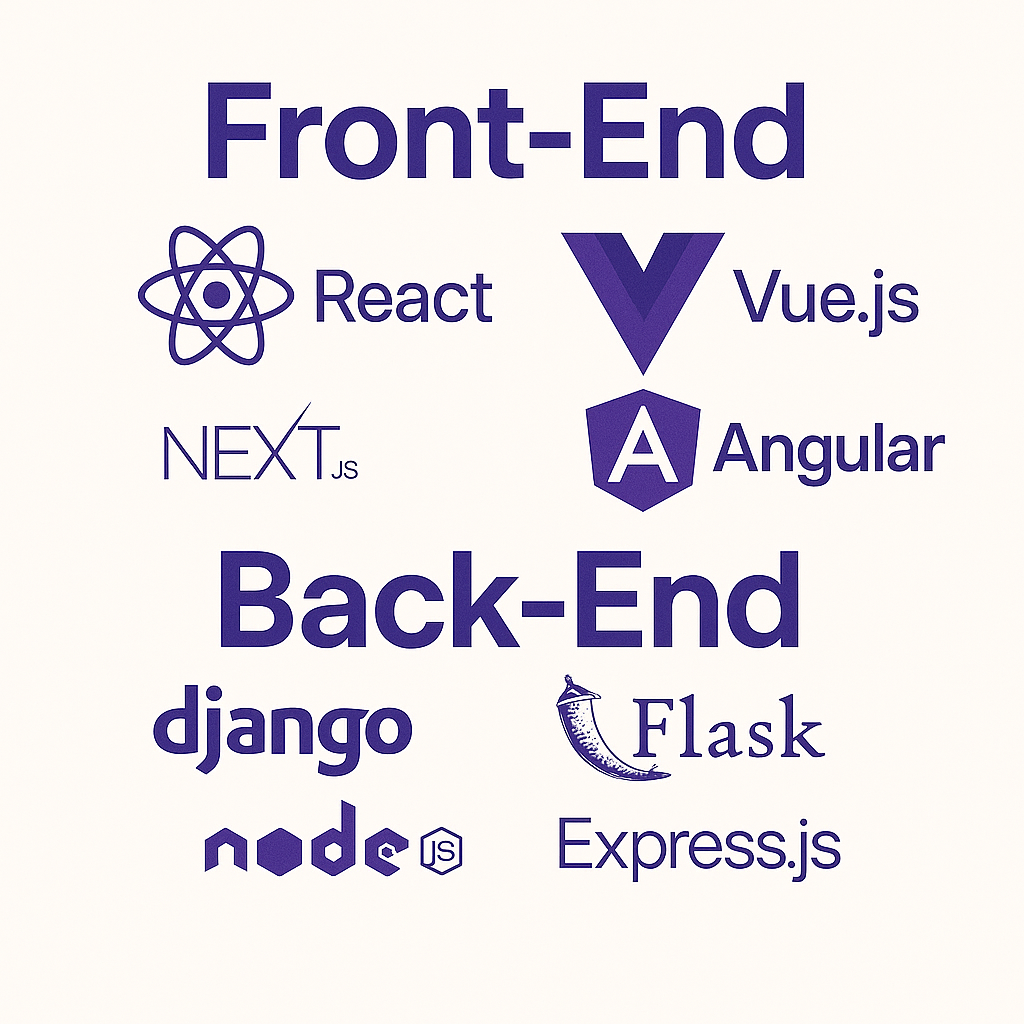 Front-End
React Vue.js
NEXT.JS A Angular
Back-End
django Flask
node JS Express.js